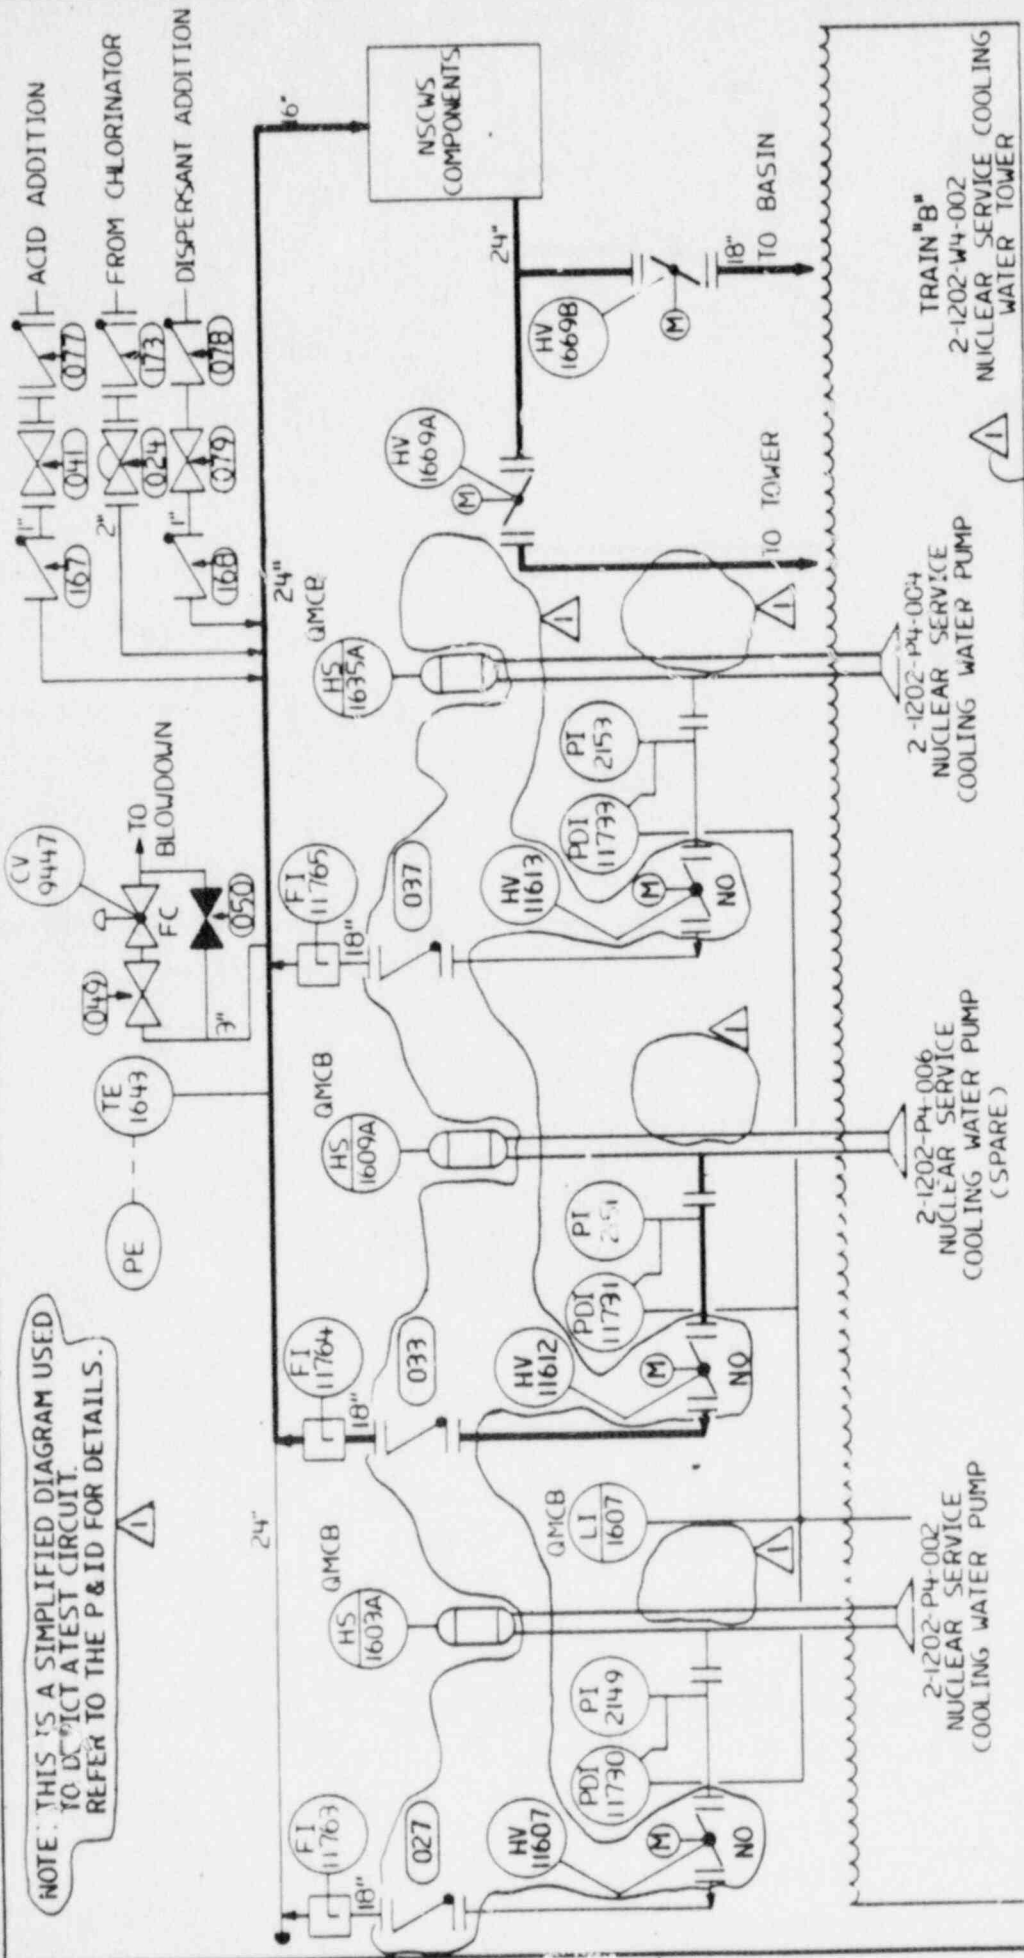 NOTE: THIS IS A SIMPLIFIED DIAGRAM USED
TO DEPICT A TEST CIRCUIT.
REFER TO THE P & ID FOR DETAILS.
1
PE
TE
1643
049
CV
9447
FC
TO
BLOWDOWN
050
3"
167
1"
041
077
ACID ADDITION
2"
024
173
FROM CHLORINATOR
168
1"
079
078
DISPERSANT ADDITION
24"
24"
NSCWS
COMPONENTS
24"
HV
1669A
M
HV
1669B
M
18"
TO BASIN
TO TOWER
FI
11763
18"
027
HS
1603A
QMCB
HV
11607
M
NO
PDI
11730
PI
2149
QMCB
LI
1607
1
FI
11764
18"
033
HS
1609A
QMCB
HV
11612
M
NO
PDI
11731
PI
1
FI
11765
18"
037
HS
1635A
QMCB
HV
11613
M
NO
PDI
11733
PI
2153
1
1
2-1202-P4-002
NUCLEAR SERVICE
COOLING WATER PUMP
2-1202-P4-006
NUCLEAR SERVICE
COOLING WATER PUMP
(SPARE)
2-1202-P4-004
NUCLEAR SERVICE
COOLING WATER PUMP
1
TRAIN "B"
2-1202-W4-002
NUCLEAR SERVICE COOLING
WATER TOWER